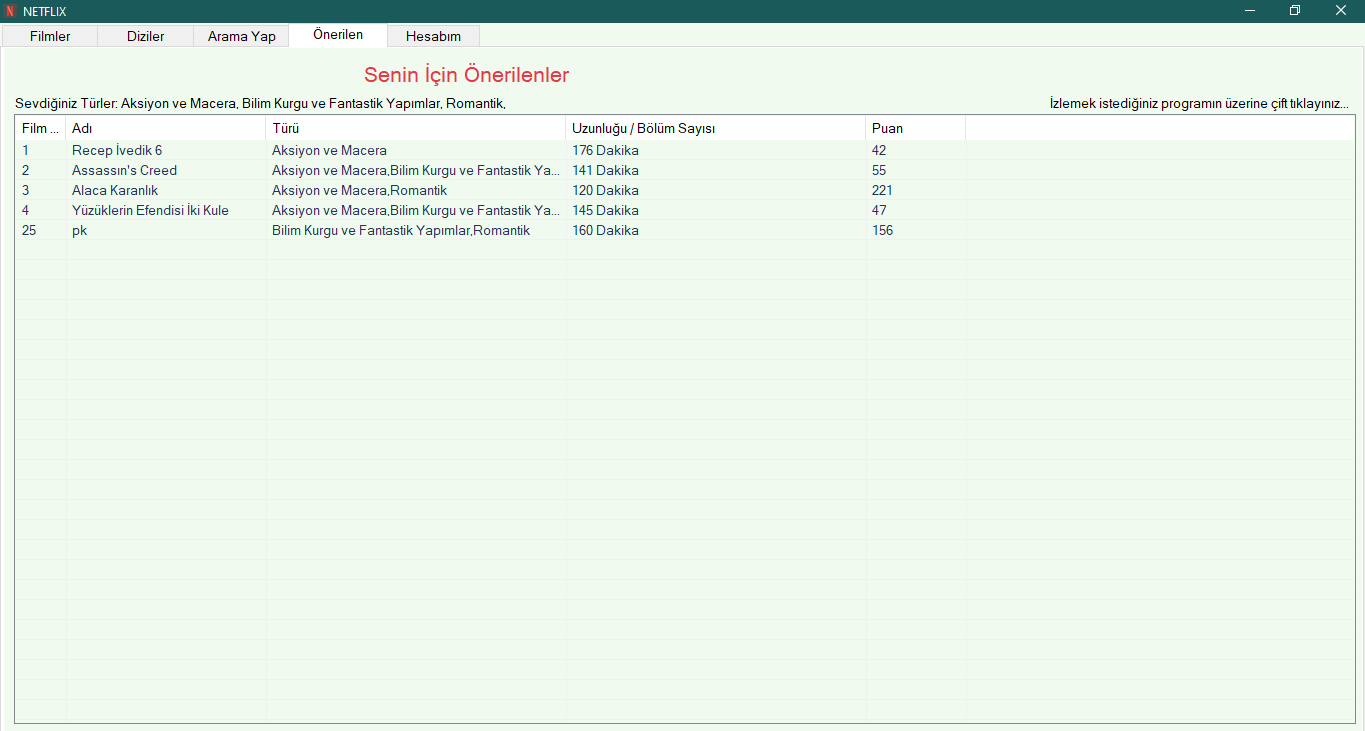 N NETFLIX
Filmler Diziler Arama Yap Önerilen Hesabım
Senin İçin Önerilenler
Sevdiğiniz Türler: Aksiyon ve Macera, Bilim Kurgu ve Fantastik Yapımlar, Romantik, İzlemek istediğiniz programın üzerine çift tıklayınız...
Film ... Adı Türü Uzunluğu / Bölüm Sayısı Puan
1 Recep İvedik 6 Aksiyon ve Macera 176 Dakika 42
2 Assassın's Creed Aksiyon ve Macera,Bilim Kurgu ve Fantastik Ya... 141 Dakika 55
3 Alaca Karanlık Aksiyon ve Macera,Romantik 120 Dakika 221
4 Yüzüklerin Efendisi İki Kule Aksiyon ve Macera,Bilim Kurgu ve Fantastik Ya... 145 Dakika 47
25 pk Bilim Kurgu ve Fantastik Yapımlar,Romantik 160 Dakika 156